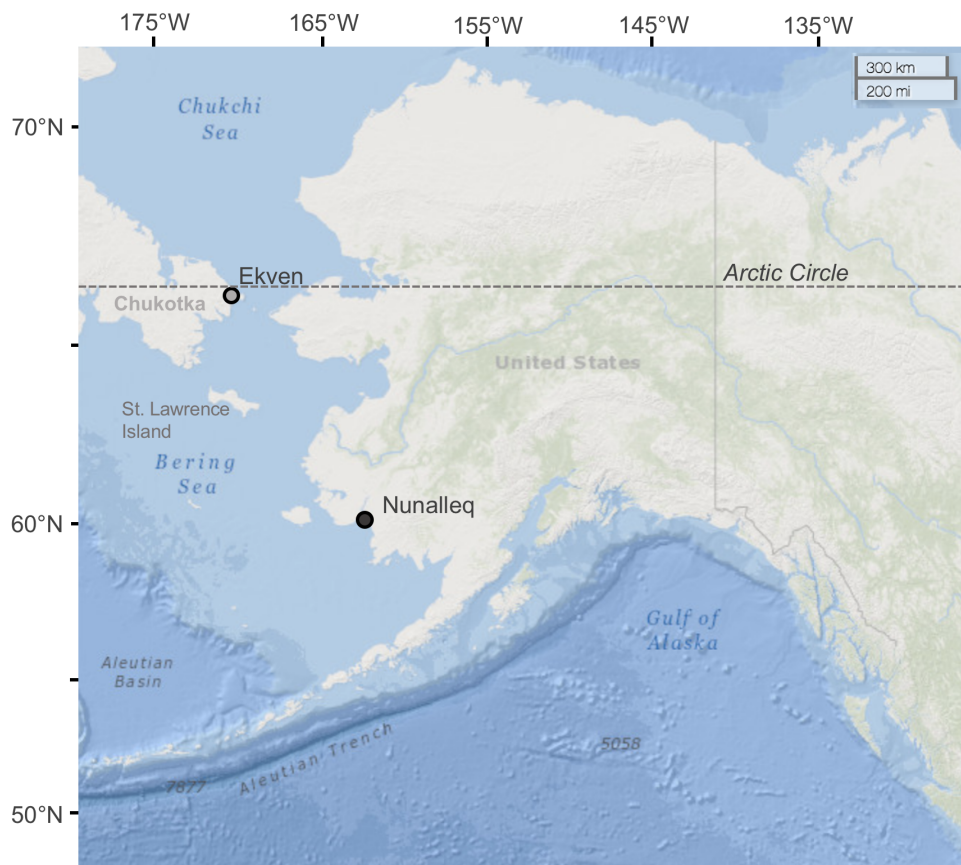 175°W
165°W
155°W
145°W
135°W
300 km
200 mi
Chukchi
Sea
70°N
Ekven
Arctic Circle
Chukotka
United States
St. Lawrence
Island
Bering
Sea
Nunalleq
60°N
Gulf of
Alaska
Aleutian
Basin
Aleutian Trench
5058
7877
50°N